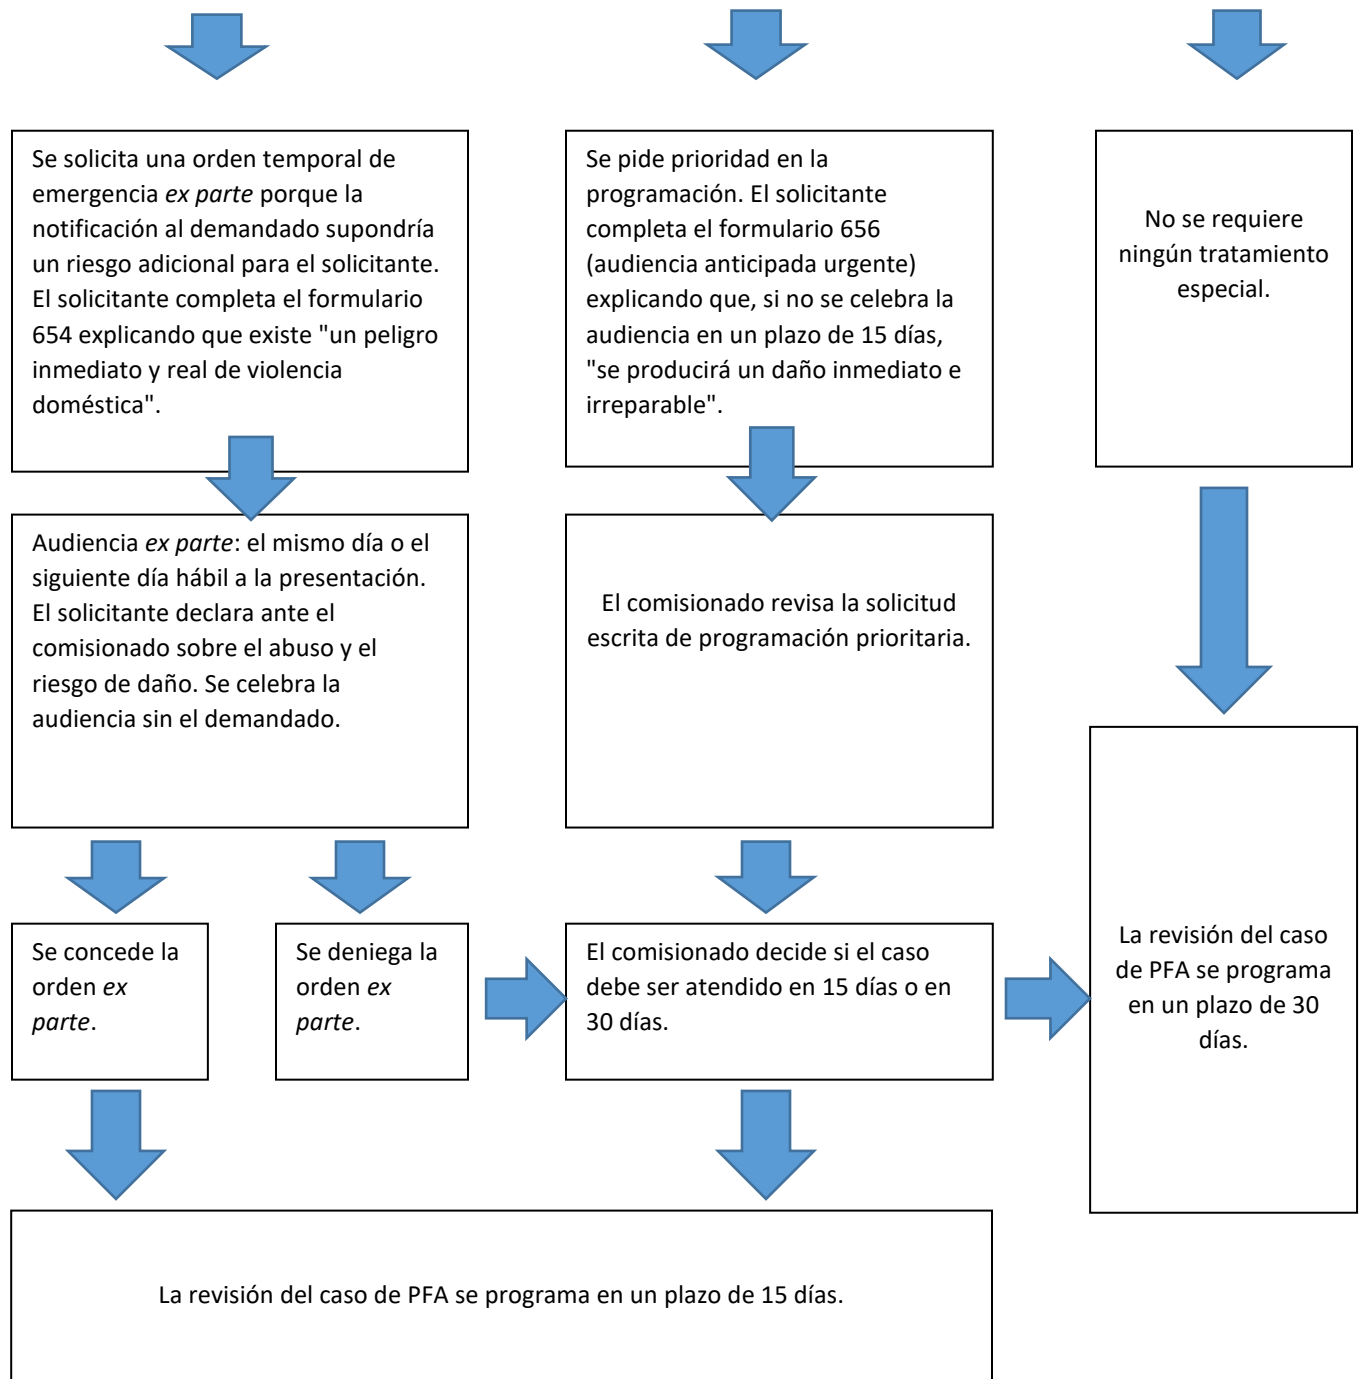 Se solicita una orden temporal de
emergencia ex parte porque la
notificación al demandado supondría
un riesgo adicional para el solicitante.
El solicitante completa el formulario
654 explicando que existe "un peligro
inmediato y real de violencia
doméstica".
Se pide prioridad en la
programación. El solicitante
completa el formulario 656
(audiencia anticipada urgente)
explicando que, si no se celebra la
audiencia en un plazo de 15 días,
"se producirá un daño inmediato e
irreparable".
No se requiere
ningún tratamiento
especial.
Audiencia ex parte: el mismo día o el
siguiente día hábil a la presentación.
El solicitante declara ante el
comisionado sobre el abuso y el
riesgo de daño. Se celebra la
audiencia sin el demandado.
El comisionado revisa la solicitud
escrita de programación prioritaria.
Se concede la
orden ex
parte.
Se deniega la
orden ex
parte.
El comisionado decide si el caso
debe ser atendido en 15 días o en
30 días.
La revisión del caso
de PFA se programa
en un plazo de 30
días.
La revisión del caso de PFA se programa en un plazo de 15 días.